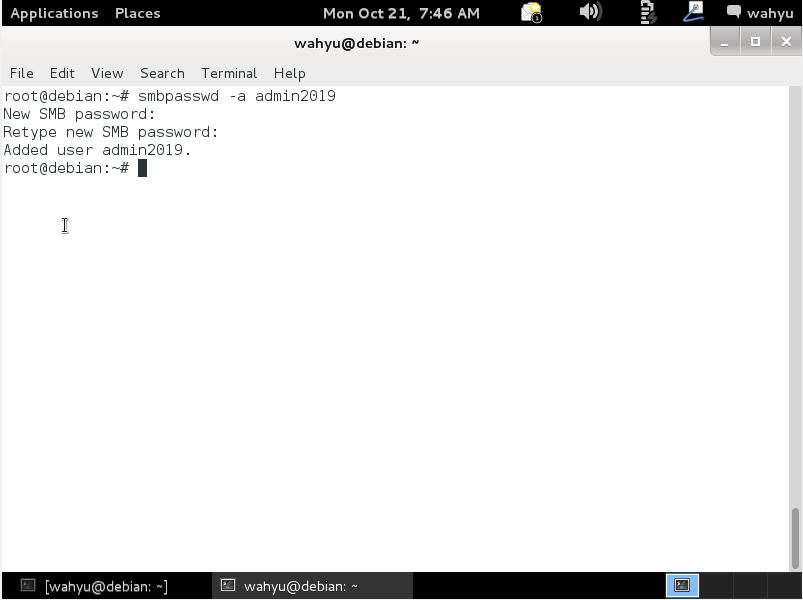 Applications Places Mon Oct 21, 7:46 AM 1 wahyu
wahyu@debian: ~
File Edit View Search Terminal Help
root@debian:~# smbpasswd -a admin2019
New SMB password:
Retype new SMB password:
Added user admin2019.
root@debian:~#
[wahyu@debian: ~] wahyu@debian: ~